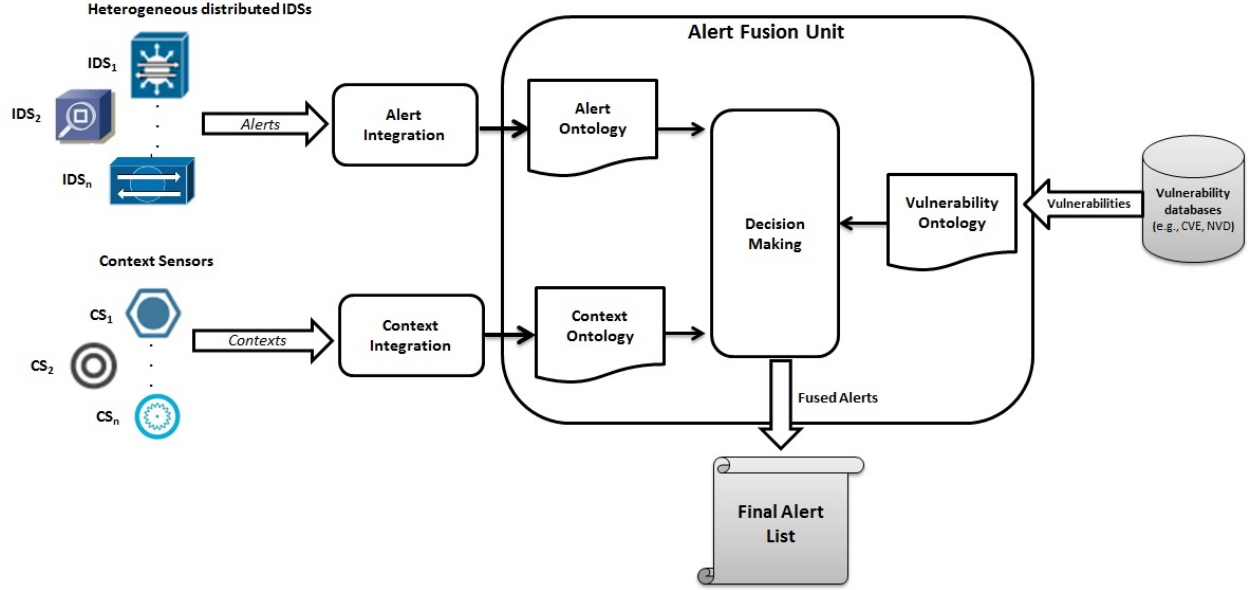 Heterogeneous distributed IDSs
IDS1
IDS2
IDSn
Alerts
Alert
Integration
Alert Fusion Unit
Alert
Ontology
Decision
Making
Vulnerability
Ontology
Vulnerabilities
Vulnerability
databases
(e.g., CVE, NVD)
Context Sensors
CS1
CS2
CSn
Contexts
Context
Integration
Context
Ontology
Fused Alerts
Final Alert
List